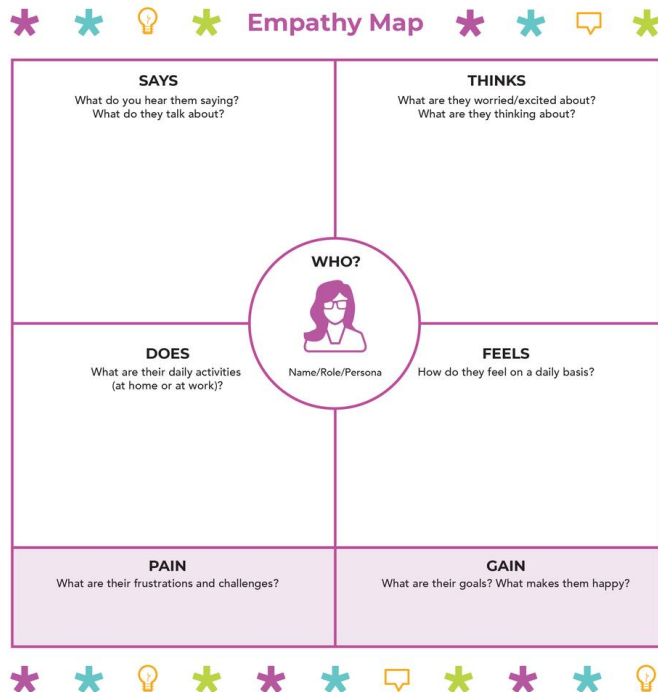 Empathy Map
SAYS
What do you hear them saying?
What do they talk about?
THINKS
What are they worried/excited about?
What are they thinking about?
WHO?
Name/Role/Persona
DOES
What are their daily activities
(at home or at work)?
FEELS
How do they feel on a daily basis?
PAIN
What are their frustrations and challenges?
GAIN
What are their goals? What makes them happy?